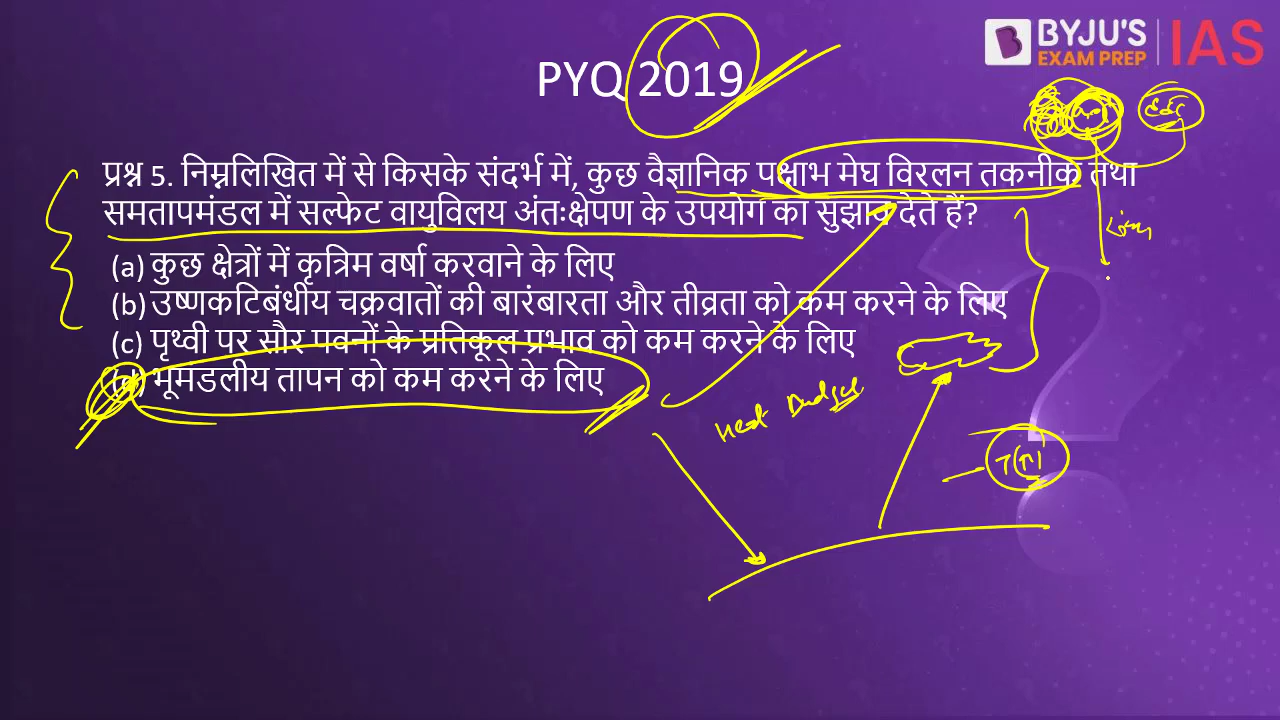 BYJU'S
EXAM PREP
IAS
PYQ 2019
प्रश्न 5. निम्नलिखित में से किसके संदर्भ में, कुछ वैज्ञानिक पक्षाभ मेघ विरलन तकनीक तथा
समतापमंडल में सल्फेट वायुविलय अंतःक्षेपण के उपयोग का सुझाव देते हैं?
(a) कुछ क्षेत्रों में कृत्रिम वर्षा करवाने के लिए
(b) उष्णकटिबंधीय चक्रवातों की बारंबारता और तीव्रता को कम करने के लिए
(c) पृथ्वी पर सौर पवनों के प्रतिकूल प्रभाव को कम करने के लिए
(d) भूमंडलीय तापन को कम करने के लिए
Heat Budget